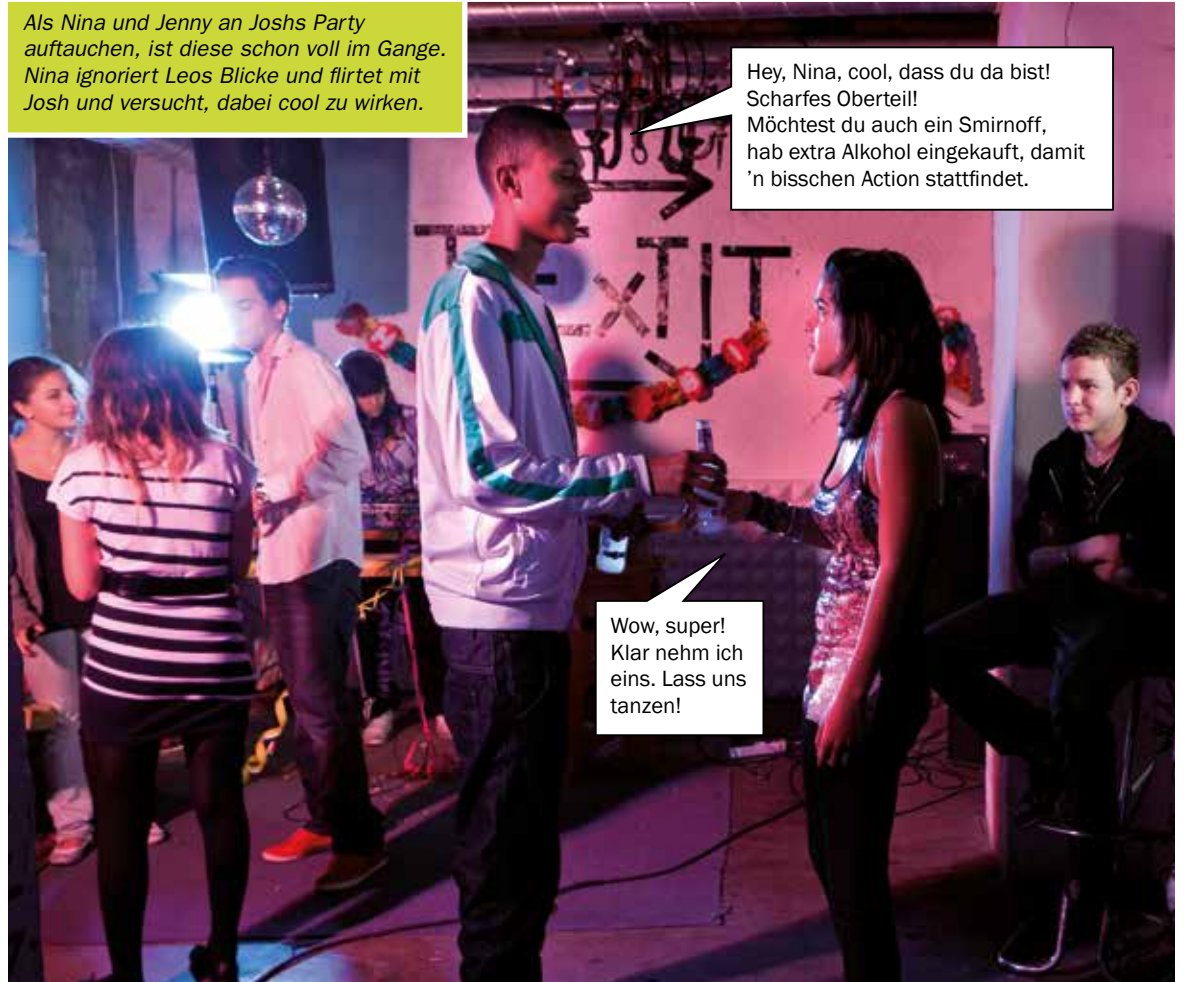 Als Nina und Jenny an Joshs Party
auftauchen, ist diese schon voll im Gange.
Nina ignoriert Leos Blicke und flirtet mit
Josh und versucht, dabei cool zu wirken.
Hey, Nina, cool, dass du da bist!
Scharfes Oberteil!
Möchtest du auch ein Smirnoff,
hab extra Alkohol eingekauft, damit
’n bisschen Action stattfindet.
EXIT
Wow, super!
Klar nehm ich
eins. Lass uns
tanzen!